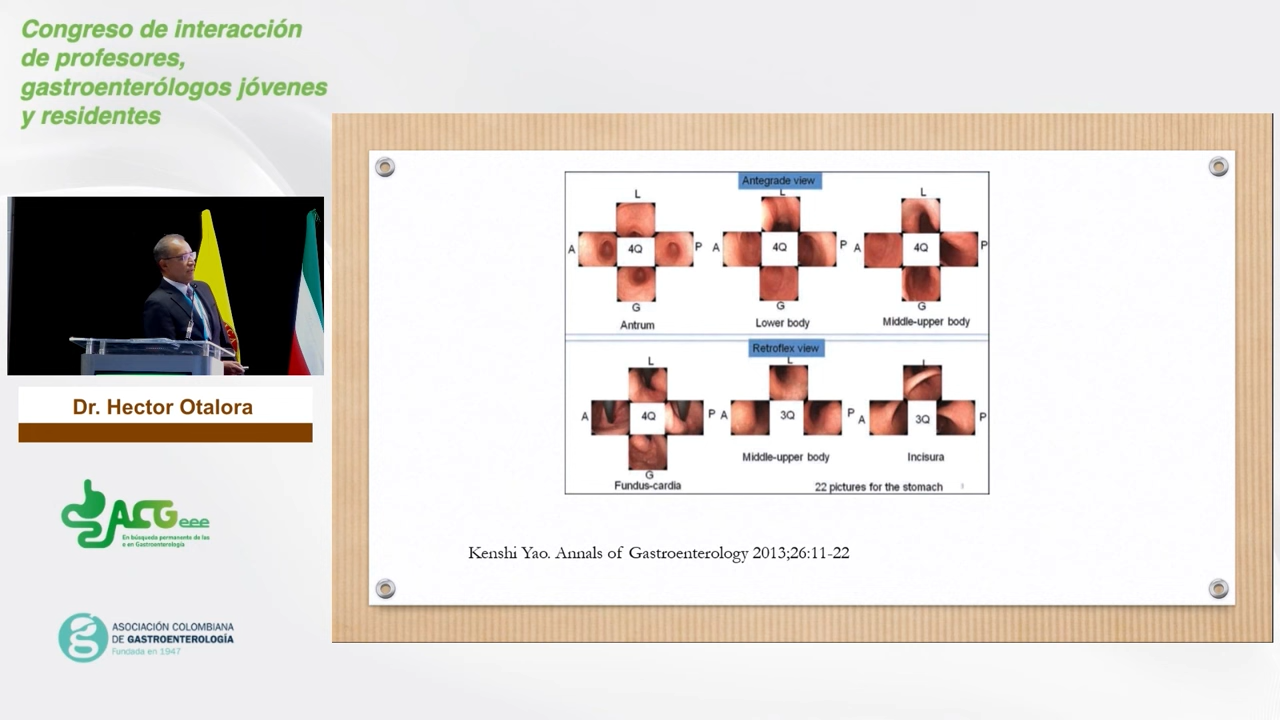 Congreso de interacción
de profesores,
gastroenterólogos jóvenes
y residentes
Dr. Hector Otalora
ACG eee
En búsqueda permanente de las
e en Gastroenterología
ASOCIACIÓN COLOMBIANA
DE GASTROENTEROLOGÍA
Fundada en 1947
Antegrade view
L
L
L
A 4Q P
A 4Q P
A 4Q P
G
G
G
Antrum
Lower body
Middle-upper body
Retroflex view
L
L
L
A 4Q P
A 3Q P
A 3Q P
G
Middle-upper body
Incisura
Fundus-cardia
22 pictures for the stomach
Kenshi Yao. Annals of Gastroenterology 2013;26:11-22